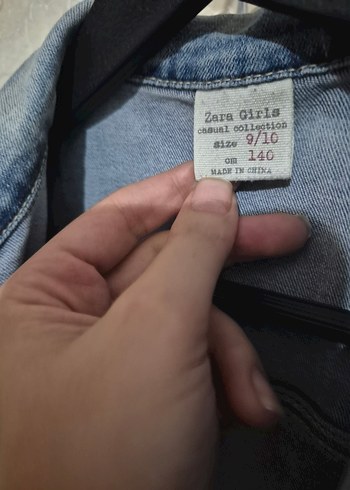 Zara Girls
casual collection
size 9/10
cm 140
MADE IN CHINA